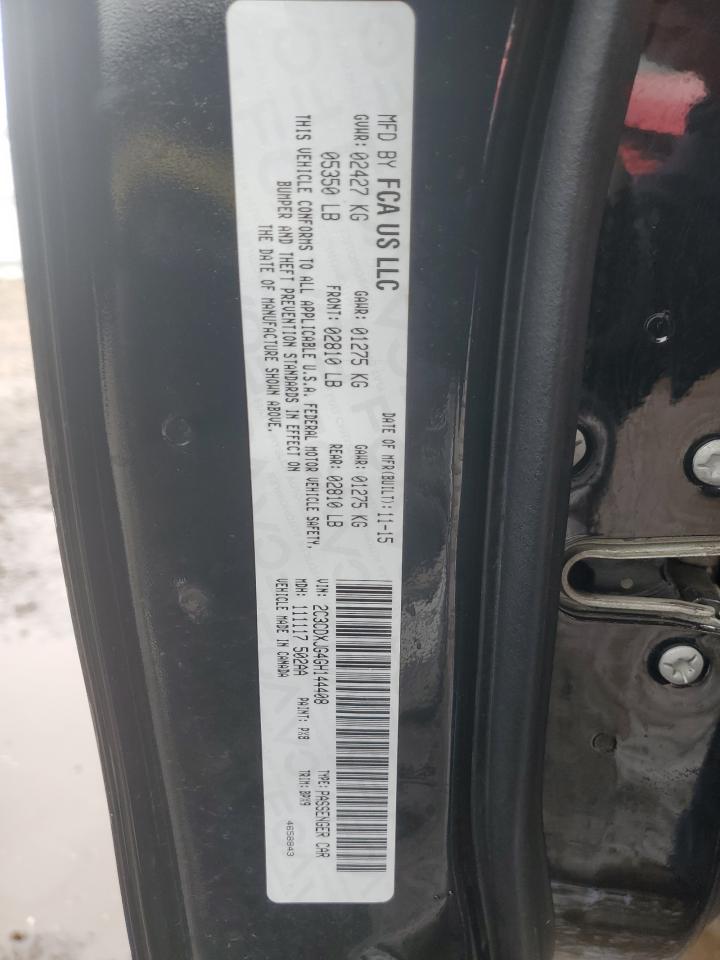 MFD BY FCA US LLC DATE OF MFR(BUILT): 11-15
GVWR: 02427 KG GAWR: 01275 KG GAWR: 01275 KG
05350 LB FRONT: 02810 LB REAR: 02810 LB
THIS VEHICLE CONFORMS TO ALL APPLICABLE U.S.A. FEDERAL MOTOR VEHICLE SAFETY,
BUMPER AND THEFT PREVENTION STANDARDS IN EFFECT ON
THE DATE OF MANUFACTURE SHOWN ABOVE.
VIN: 2C3CDXJG4GH144408 TYPE: PASSENGER CAR
MDH: 111117 502AA PAINT: PX8 TRIM: BPX9
VEHICLE MADE IN CANADA 4658843